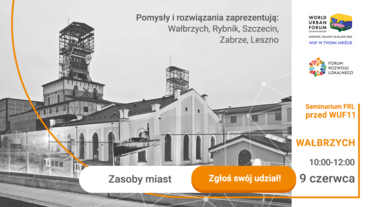 Pomysły i rozwiązania zaprezentują:
Wałbrzych, Rybnik, Szczecin,
Zabrze, Leszno
WORLD
URBAN
FORUM
WUF W TWOIM MIEŚCIE
FORUM
ROZWOJU
LOKALNEGO
Seminarium FRL
przed WUF11
WAŁBRZYCH
10:00-12:00
9 czerwca
Zasoby miast
Zgłoś swój udział!